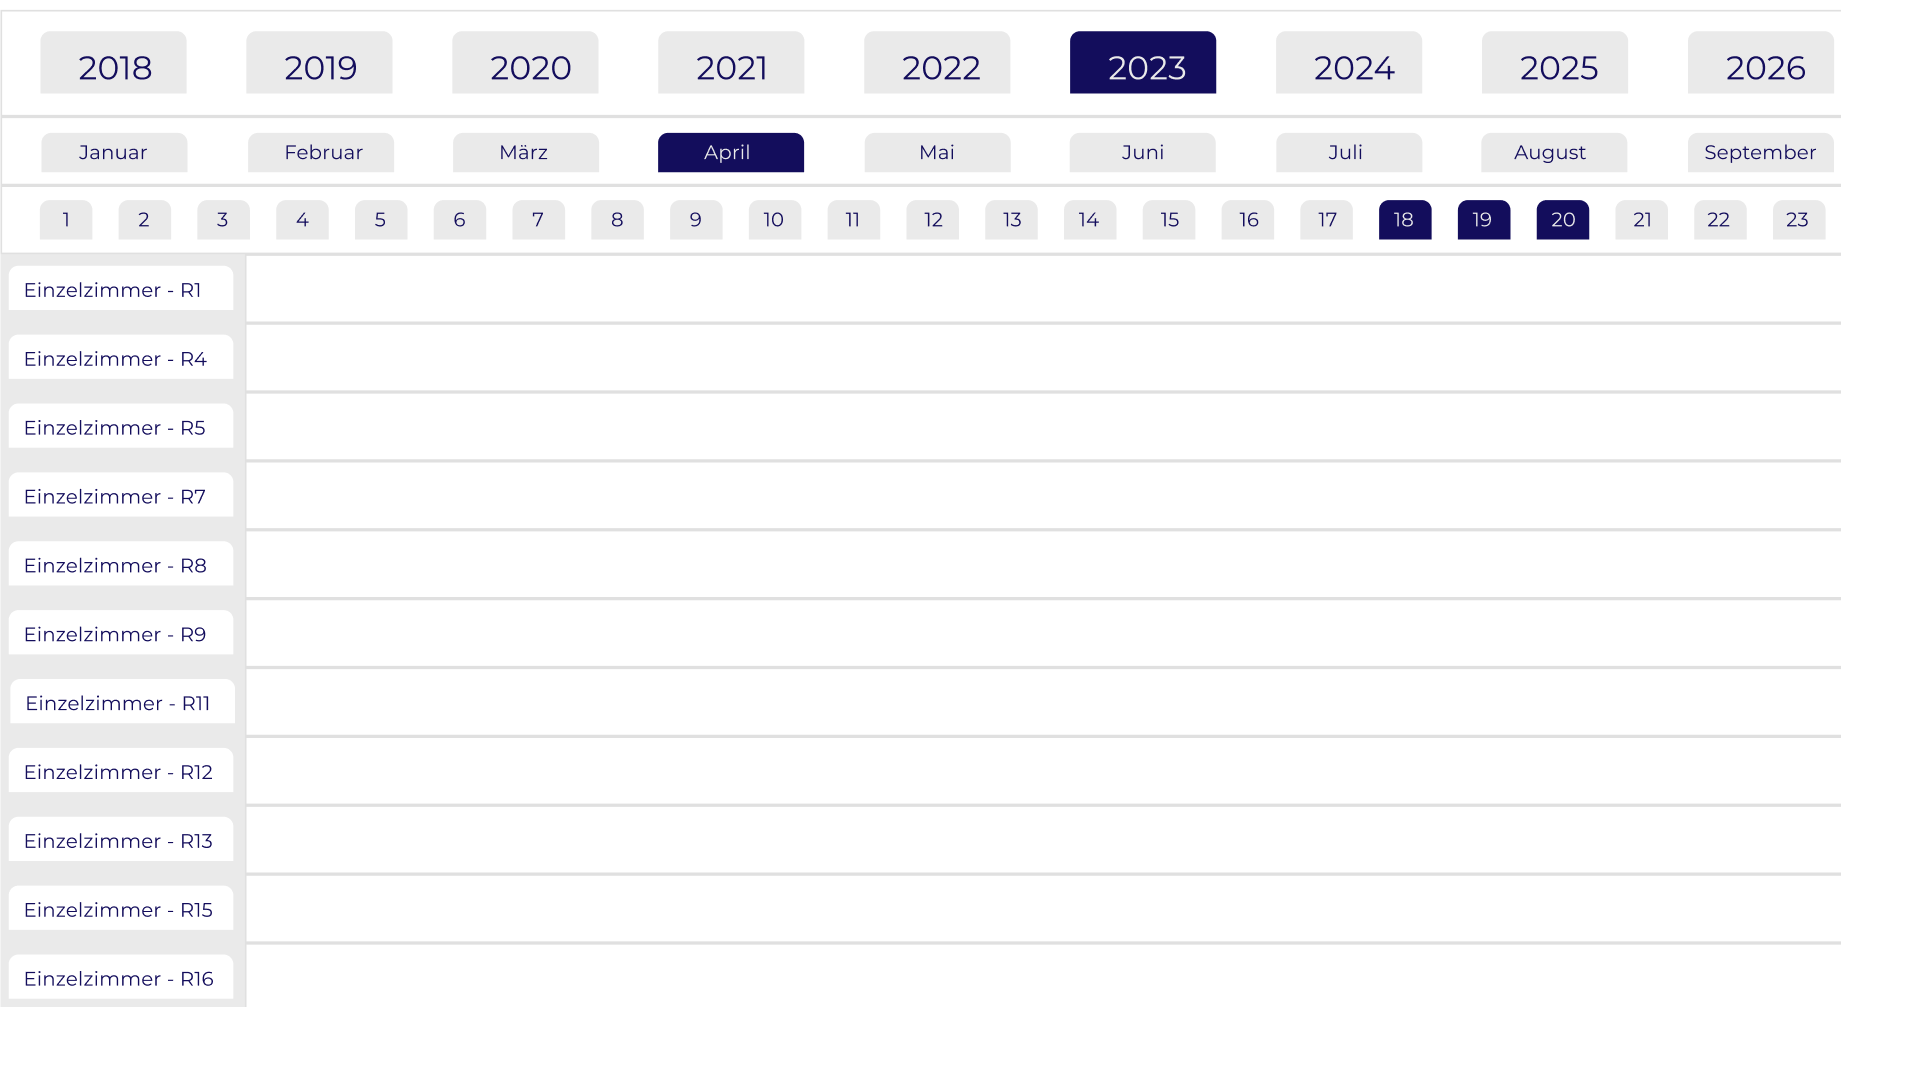 2018 2019 2020 2021 2022 2023 2024 2025 2026
Januar Februar März April Mai Juni Juli August September
1 2 3 4 5 6 7 8 9 10 11 12 13 14 15 16 17 18 19 20 21 22 23
Einzelzimmer - R1
Einzelzimmer - R4
Einzelzimmer - R5
Einzelzimmer - R7
Einzelzimmer - R8
Einzelzimmer - R9
Einzelzimmer - R11
Einzelzimmer - R12
Einzelzimmer - R13
Einzelzimmer - R15
Einzelzimmer - R16